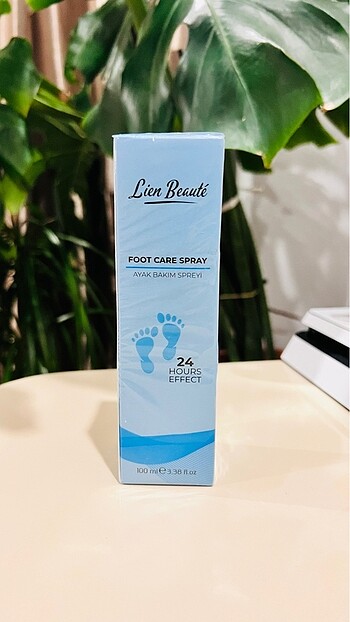 Lien Beauté
FOOT CARE SPRAY
AYAK BAKIM SPREYİ
24
HOURS
EFFECT
100 ml ℮ 3.38 fl.oz